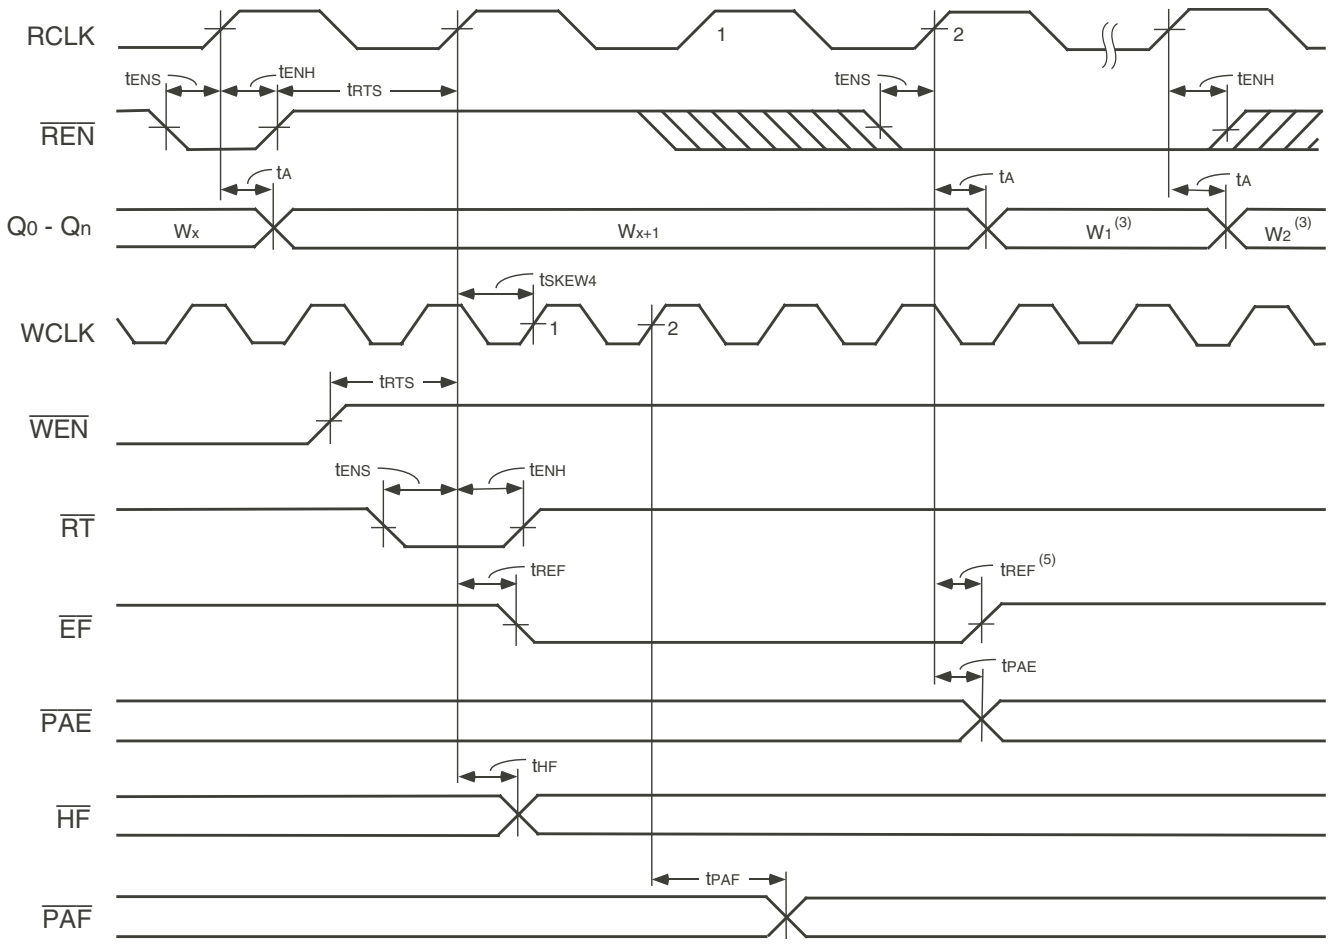 RCLK 1 2
tENS tENH tRTS tENS tENH
REN
tA tA tA
Q0 - Qn Wx Wx+1 W1(3) W2(3)
tSKEW4
WCLK 1 2
tRTS
WEN
tENS tENH
RT
tREF tREF(5)
EF
tPAE
PAE
tHF
HF
tPAF
PAF